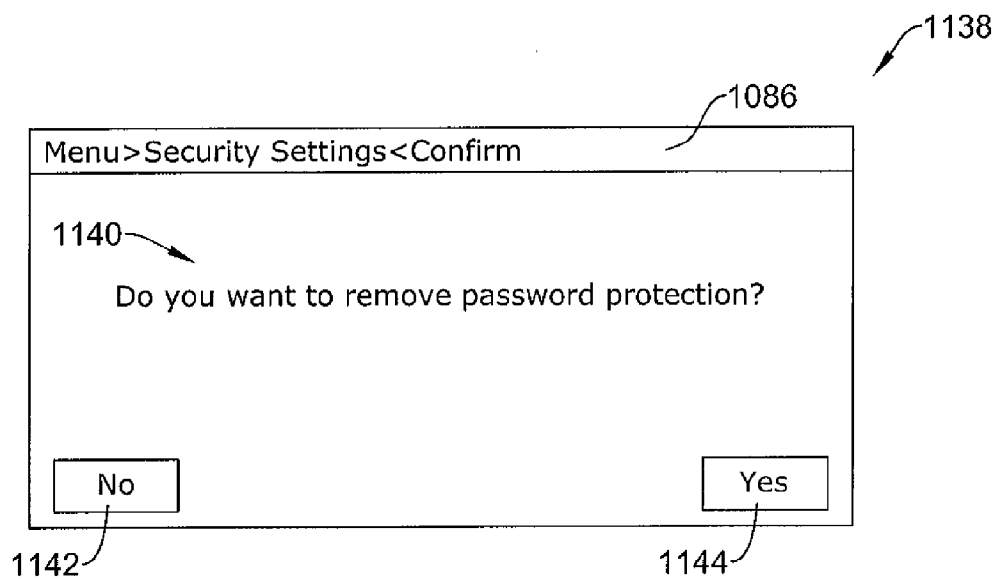 1138
1086
Menu>Security Settings<Confirm
1140
Do you want to remove password protection?
No
Yes
1142
1144